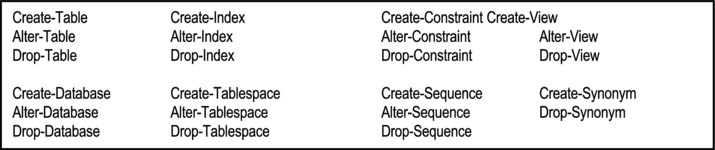 Create-Table Create-Index Create-Constraint Create-View
Alter-Table Alter-Index Alter-Constraint Alter-View
Drop-Table Drop-Index Drop-Constraint Drop-View
Create-Database Create-Tablespace Create-Sequence Create-Synonym
Alter-Database Alter-Tablespace Alter-Sequence Drop-Synonym
Drop-Database Drop-Tablespace Drop-Sequence